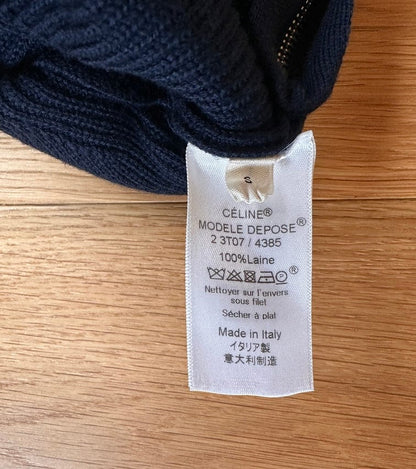 S
CÉLINE®
MODELE DEPOSE®
2 3T07 / 4385
100%Laine
P ®
Nettoyer sur l'envers
sous filet
Sécher à plat
Made in Italy
イタリア製
意大利制造